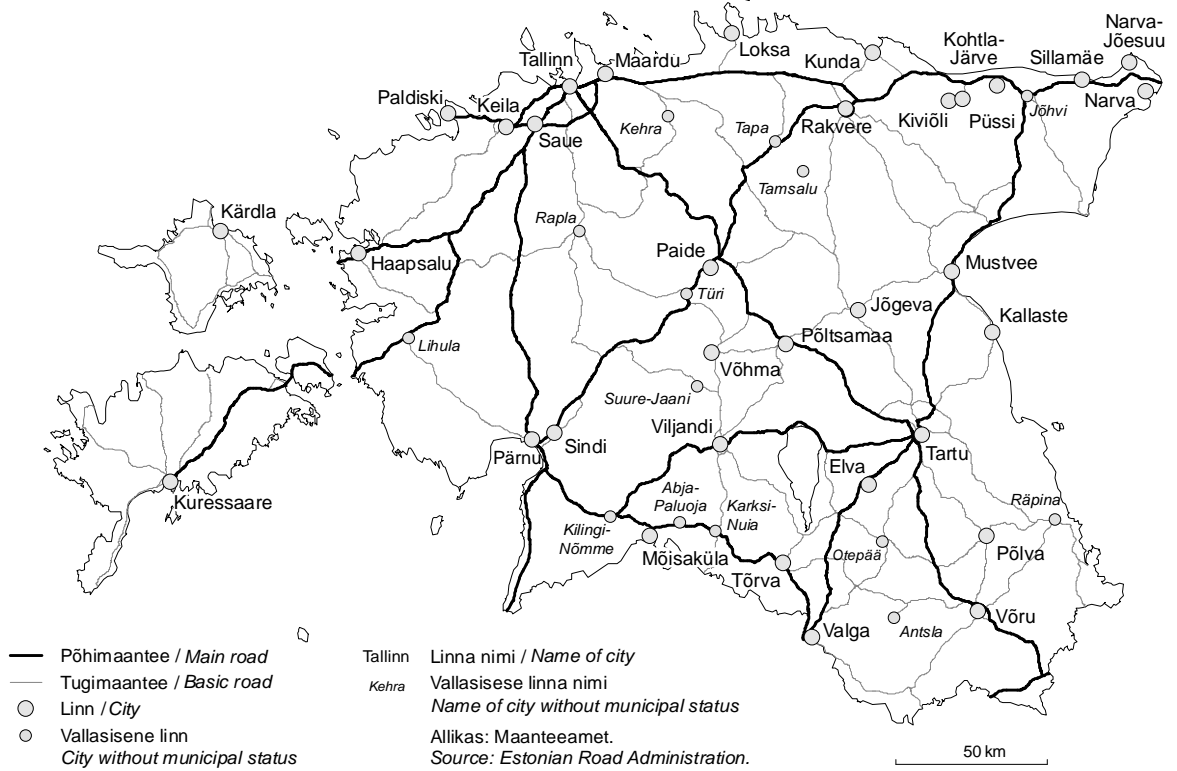 Narva-
Jõesuu
Loksa
Kohtla-
Järve
Sillamäe
Kunda
Tallinn
Maardu
Paldiski
Keila
Narva
Jõhvi
Kehra
Tapa
Rakvere
Kiviõli
Püssi
Saue
Tamsalu
Kärdla
Rapla
Paide
Haapsalu
Mustvee
Türi
Jõgeva
Kallaste
Lihula
Põltsamaa
Võhma
Suure-Jaani
Viljandi
Sindi
Pärnu
Elva
Tartu
Kuressaare
Abja-
Paluoja
Karksi-
Nuia
Räpina
Kilingi-
Nõmme
Mõisaküla
Otepää
Põlva
Tõrva
Võru
Valga
Antsla
Põhimaantee / Main road
Tugimaantee / Basic road
Linn / City
Vallasisene linn
City without municipal status
Tallinn Linna nimi / Name of city
Kehra Vallasisese linna nimi
Name of city without municipal status
Allikas: Maanteeamet.
Source: Estonian Road Administration.
50 km